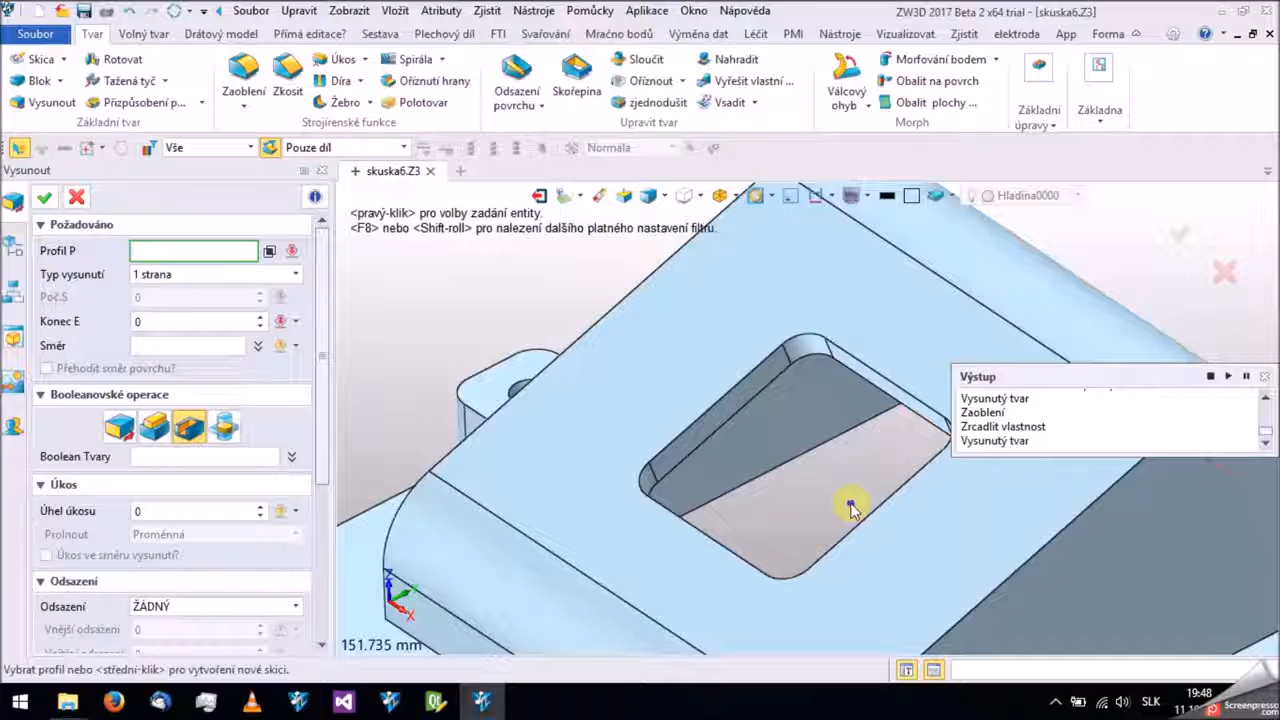 Soubor Upravit Zobrazit Vložit Atributy Zjistit Nástroje Pomůcky Aplikace Okno Nápověda ZW3D 2017 Beta 2 x64 trial - [skuska6.Z3]
Soubor Tvar Volný tvar Drátový model Přímá editace? Sestava Plechový díl FTI Svařování Mračno bodů Výměna dat Léčit PMI Nástroje Vizualizovat Zjistit elektroda App Forma
Skica Rotovat Úkos Spirála Sloučit Nahradit Morfování bodem
Blok Tažená tyč Díra Oříznutí hrany Oříznout Vyřešit vlastní ... Obalit na povrch
Vysunout Přizpůsobení p... Žebro Polotovar zjednodušit Vsadit Obalit plochy ...
Zaoblení Zkosit Odsazení povrchu Skořepina Válcový ohyb Základní úpravy Základna
Základní tvar Strojírenské funkce Upravit tvar Morph
Vše Pouze díl Normála
Vysunout skuska6.Z3
Hladina0000
<pravý-klik> pro volby zadání entity.
<F8> nebo <Shift-roll> pro nalezení dalšího platného nastavení filtru.
Požadováno
Profil P
Typ vysunutí 1 strana
Poč.S 0
Konec E 0
Směr
Přehodit směr povrchu?
Booleanovské operace
Boolean Tvary
Úkos
Úhel úkosu 0
Prolnout Proměnná
Úkos ve směru vysunutí?
Odsazení
Odsazení ŽÁDNÝ
Vnější odsazení 0
Výstup
Vysunutý tvar
Zaoblení
Zrcadlit vlastnost
Vysunutý tvar
Z
X
151.735 mm
Vybrat profil nebo <střední-klik> pro vytvoření nové skici.
SLK 19:48
Screenpresso
.com